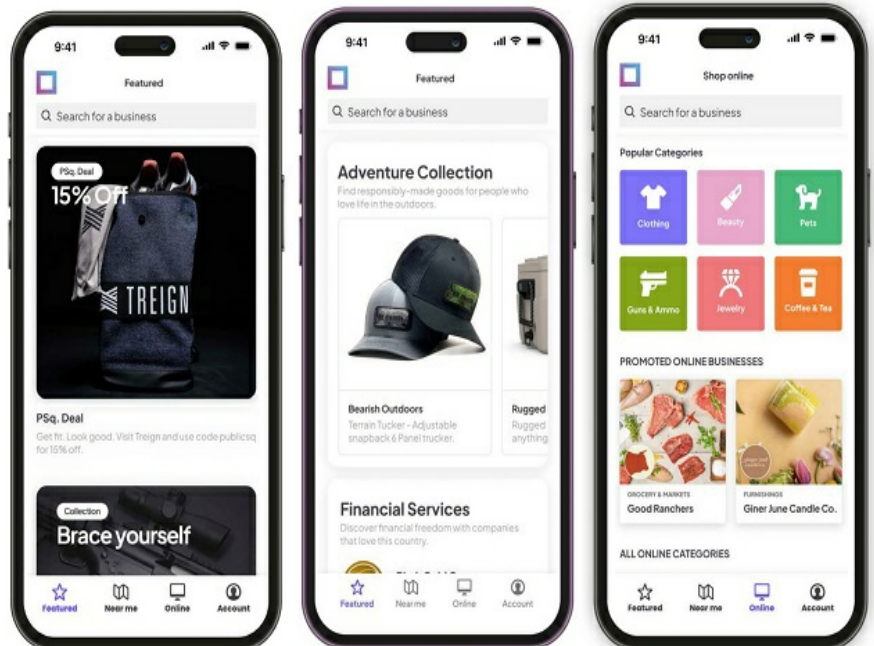 9:41
Featured
Search for a business
PSq. Deal
15% Off
TREIGN
PSq. Deal
Get fit. Look good. Visit Treign and use code publicsq
for 15% off.
Collection
Brace yourself
Featured
Near me
Online
Account
9:41
Featured
Search for a business
Adventure Collection
Find responsibly-made goods for people who
love life in the outdoors.
Bearish Outdoors
Terrain Tucker - Adjustable
snapback 6 Panel trucker.
Rugged
Rugged
anything
Financial Services
Discover financial freedom with companies
that love this country.
Featured
Near me
Online
Account
9:41
Shop online
Search for a business
Popular Categories
Clothing
Beauty
Pets
Guns & Ammo
Jewelry
Coffee & Tea
PROMOTED ONLINE BUSINESSES
GROCERY & MARKETS
Good Ranchers
FURNISHINGS
Giner June Candle Co.
ALL ONLINE CATEGORIES
Featured
Near me
Online
Account